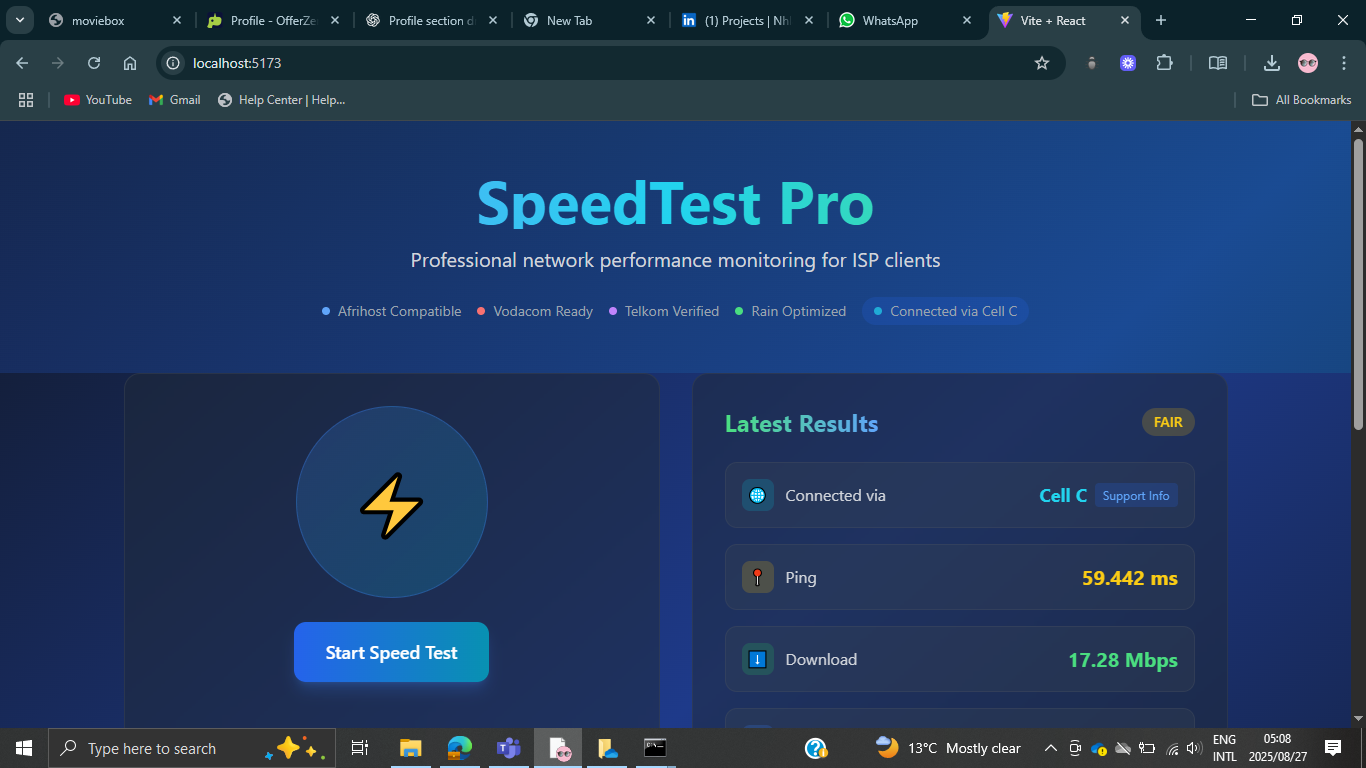 moviebox
Profile - OfferZe
Profile section d
New Tab
(1) Projects | Nhl
WhatsApp
Vite + React
localhost:5173
YouTube
Gmail
Help Center | Help...
All Bookmarks
SpeedTest Pro
Professional network performance monitoring for ISP clients
Afrihost Compatible
Vodacom Ready
Telkom Verified
Rain Optimized
Connected via Cell C
Start Speed Test
Latest Results
FAIR
Connected via
Cell C
Support Info
Ping
59.442 ms
Download
17.28 Mbps
Type here to search
13°C Mostly clear
ENG
INTL
05:08
2025/08/27